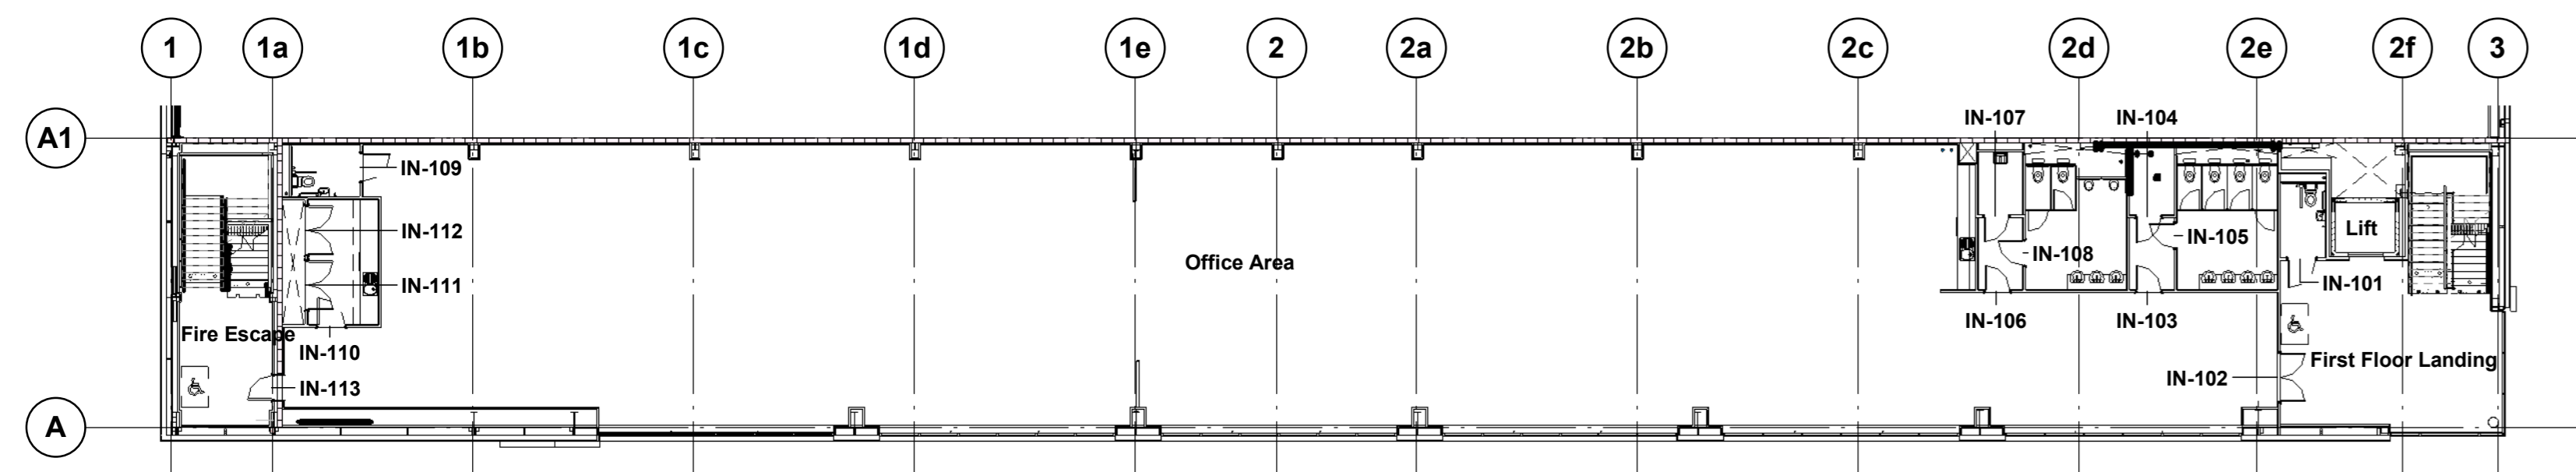 1
1a
1b
1c
1d
1e
2
2a
2b
2c
2d
2e
2f
3
IN-107
IN-104
A1
IN-109
IN-112
IN-105
Lift
IN-108
Office Area
IN-111
IN-101
IN-106
IN-103
Fire Escape
IN-110
First Floor Landing
IN-102
IN-113
A